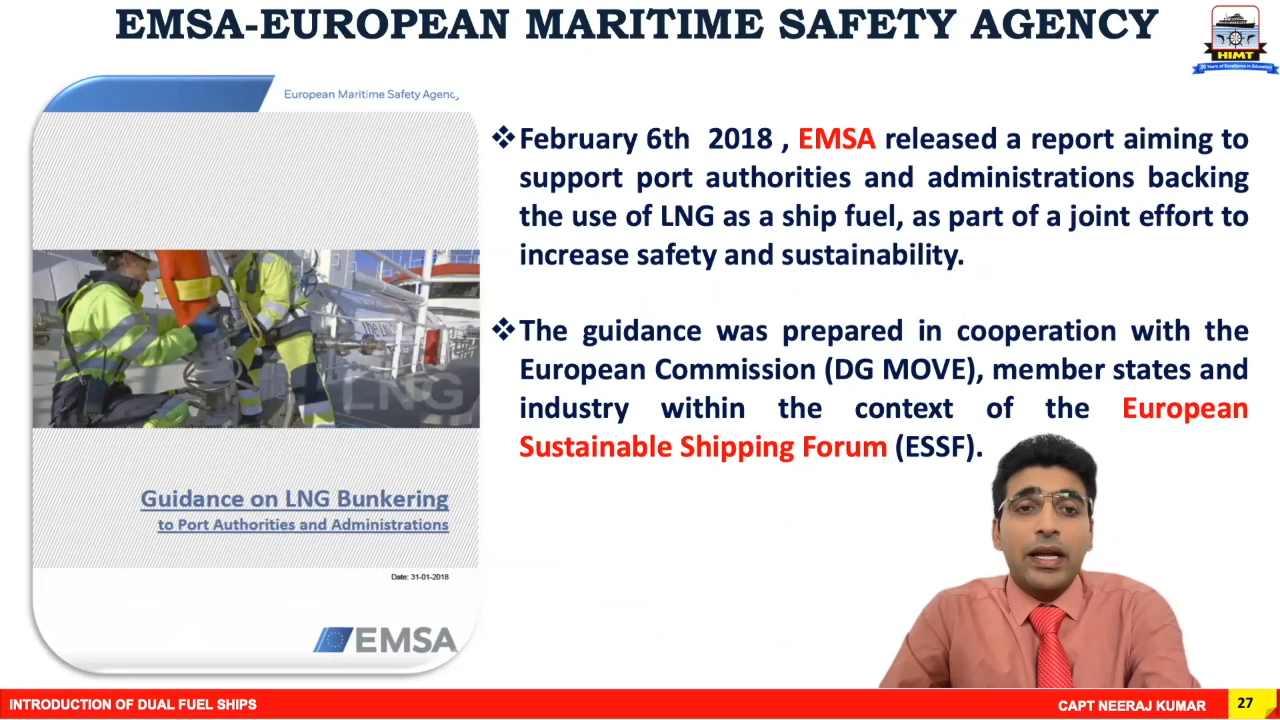 EMSA-EUROPEAN MARITIME SAFETY AGENCY
HIMT
European Maritime Safety Agency
❖February 6th 2018 , EMSA released a report aiming to
support port authorities and administrations backing
the use of LNG as a ship fuel, as part of a joint effort to
increase safety and sustainability.
❖The guidance was prepared in cooperation with the
European Commission (DG MOVE), member states and
industry within the context of the European
Sustainable Shipping Forum (ESSF).
LNG
Guidance on LNG Bunkering
to Port Authorities and Administrations
Date: 31-01-2018
EMSA
INTRODUCTION OF DUAL FUEL SHIPS
CAPT NEERAJ KUMAR
27